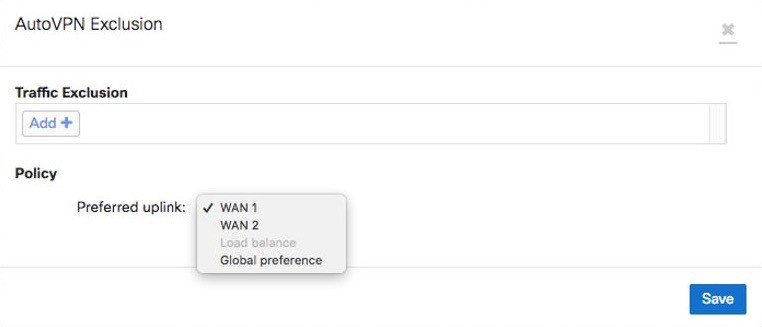 AutoVPN Exclusion
Traffic Exclusion
Add +
Policy
Preferred uplink:
✓ WAN 1
WAN 2
Load balance
Global preference
Save